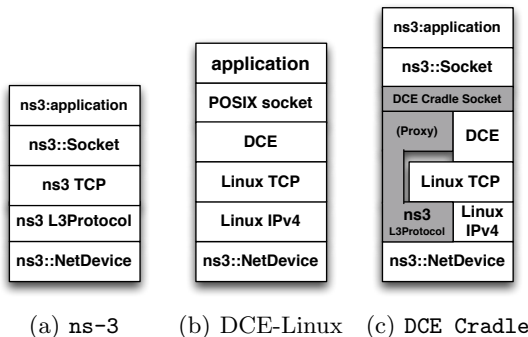 ns3:application
ns3::Socket
ns3 TCP
ns3 L3Protocol
ns3::NetDevice
(a) ns-3
application
POSIX socket
DCE
Linux TCP
Linux IPv4
ns3::NetDevice
(b) DCE-Linux
ns3:application
ns3::Socket
DCE Cradle Socket
(Proxy)
DCE
Linux TCP
ns3
L3Protocol
Linux
IPv4
ns3::NetDevice
(c) DCE Cradle